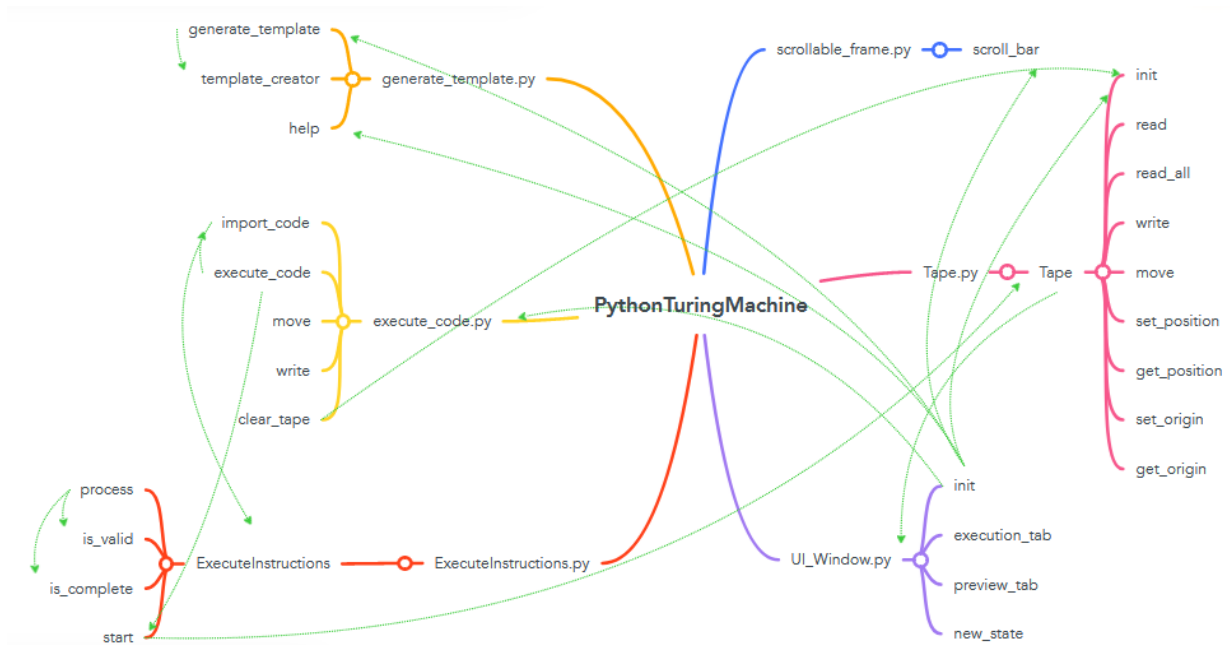 generate_template
template_creator
generate_template.py
help
import_code
execute_code
move
execute_code.py
write
clear_tape
process
is_valid
ExecuteInstructions
ExecuteInstructions.py
is_complete
start
PythonTuringMachine
scrollable_frame.py
scroll_bar
init
read
read_all
write
Tape.py
Tape
move
set_position
get_position
set_origin
get_origin
init
execution_tab
UI_Window.py
preview_tab
new_state